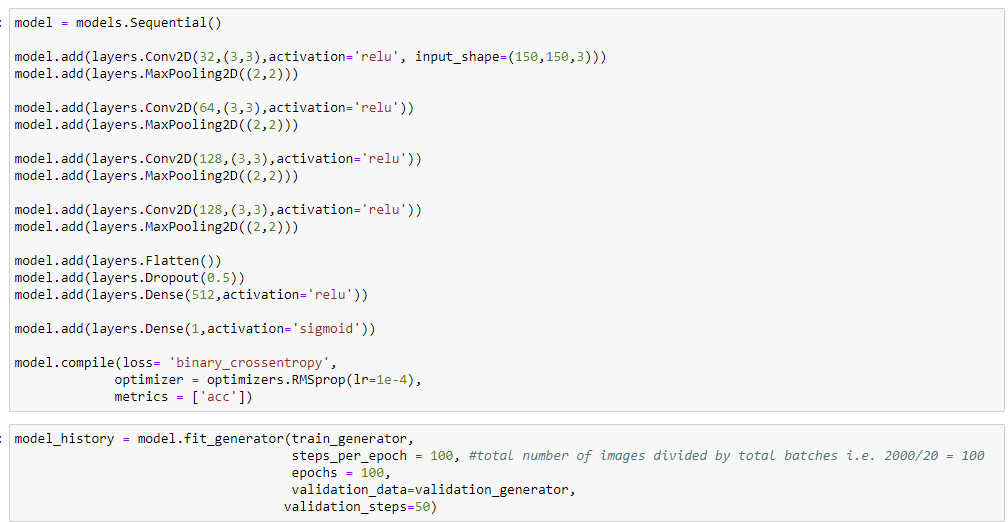 model = models.Sequential()
model.add(layers.Conv2D(32,(3,3),activation='relu', input_shape=(150,150,3)))
model.add(layers.MaxPooling2D((2,2)))
model.add(layers.Conv2D(64,(3,3),activation='relu'))
model.add(layers.MaxPooling2D((2,2)))
model.add(layers.Conv2D(128,(3,3),activation='relu'))
model.add(layers.MaxPooling2D((2,2)))
model.add(layers.Conv2D(128,(3,3),activation='relu'))
model.add(layers.MaxPooling2D((2,2)))
model.add(layers.Flatten())
model.add(layers.Dropout(0.5))
model.add(layers.Dense(512,activation='relu'))
model.add(layers.Dense(1,activation='sigmoid'))
model.compile(loss= 'binary_crossentropy',
             optimizer = optimizers.RMSprop(lr=1e-4),
             metrics = ['acc'])
model_history = model.fit_generator(train_generator,
                                    steps_per_epoch = 100, #total number of images divided by total batches i.e. 2000/20 = 100
                                    epochs = 100,
                                    validation_data=validation_generator,
                                   validation_steps=50)